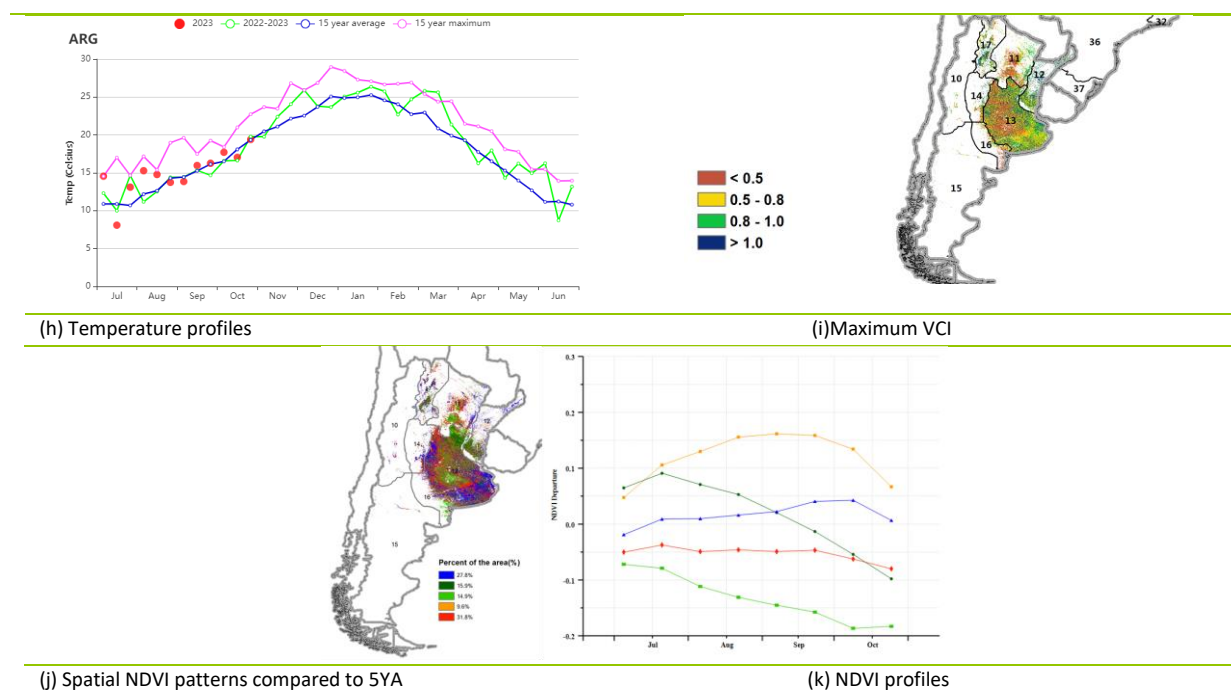 2023 2022-2023 15 year average 15 year maximum
ARG
30
25
20
15
10
5
0
Temp (Celsius)
Jul Aug Sep Oct Nov Dec Jan Feb Mar Apr May Jun
32
36
17
11
10
12
37
14
13
16
15
< 0.5
0.5 - 0.8
0.8 - 1.0
> 1.0
(h) Temperature profiles
(i)Maximum VCI
10
12
14
16
15
Percent of the area(%)
27.8%
15.9%
14.9%
9.6%
31.8%
0.3
0.2
0.1
0.0
-0.1
-0.2
NDVI Departure
Jul Aug Sep Oct
(j) Spatial NDVI patterns compared to 5YA
(k) NDVI profiles